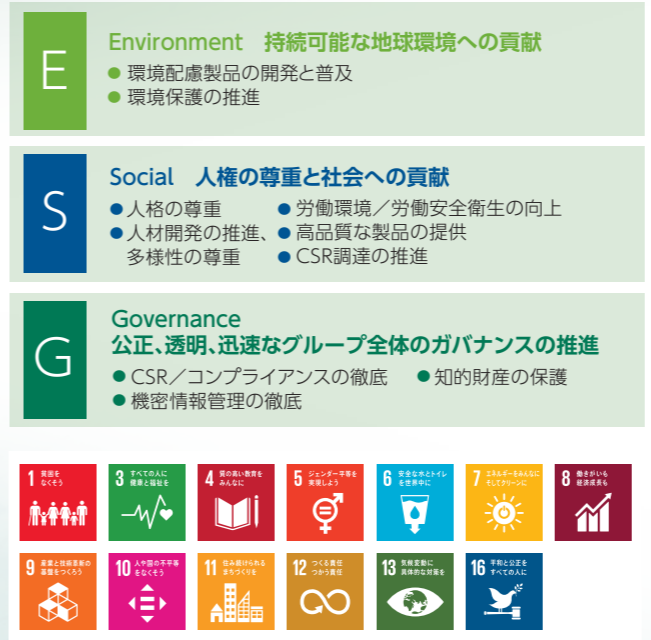 E
Environment 持続可能な地球環境への貢献
● 環境配慮製品の開発と普及
● 環境保護の推進
S
Social 人権の尊重と社会への貢献
● 人格の尊重 ● 労働環境／労働安全衛生の向上
● 人材開発の推進、 ● 高品質な製品の提供
多様性の尊重 ● CSR調達の推進
G
Governance
公正、透明、迅速なグループ全体のガバナンスの推進
● CSR／コンプライアンスの徹底 ● 知的財産の保護
● 機密情報管理の徹底
1 貧困を
なくそう
3 すべての人に
健康と福祉を
4 質の高い教育を
みんなに
5 ジェンダー平等を
実現しよう
6 安全な水とトイレ
を世界中に
7 エネルギーをみんなに
そしてクリーンに
8 働きがいも
経済成長も
9 産業と技術革新の
基盤をつくろう
10 人や国の不平等
をなくそう
11 住み続けられる
まちづくりを
12 つくる責任
つかう責任
13 気候変動に
具体的な対策を
16 平和と公正を
すべての人に